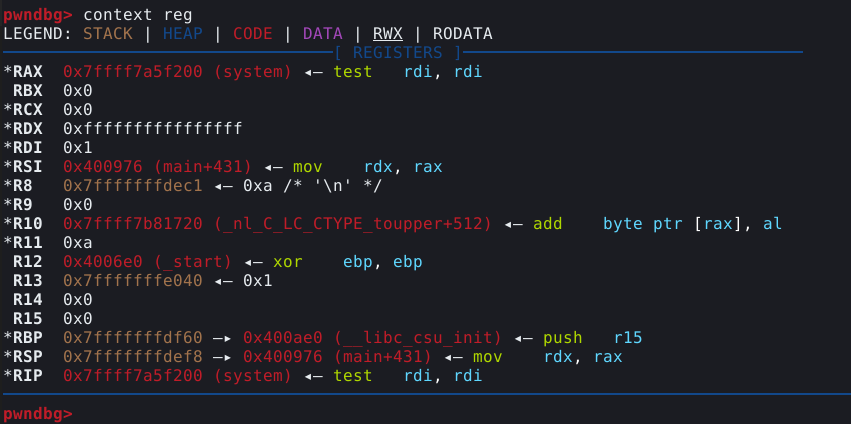 pwndbg> context reg
LEGEND: STACK | HEAP | CODE | DATA | RWX | RODATA
[ REGISTERS ]
*RAX  0x7ffff7a5f200 (system) ◂— test   rdi, rdi
 RBX  0x0
*RCX  0x0
*RDX  0xffffffffffffffff
*RDI  0x1
*RSI  0x400976 (main+431) ◂— mov    rdx, rax
*R8   0x7fffffffdec1 ◂— 0xa /* '\n' */
*R9   0x0
*R10  0x7ffff7b81720 (_nl_C_LC_CTYPE_toupper+512) ◂— add    byte ptr [rax], al
*R11  0xa
 R12  0x4006e0 (_start) ◂— xor    ebp, ebp
 R13  0x7fffffffe040 ◂— 0x1
 R14  0x0
 R15  0x0
*RBP  0x7fffffffdf60 —▸ 0x400ae0 (__libc_csu_init) ◂— push   r15
*RSP  0x7fffffffdef8 —▸ 0x400976 (main+431) ◂— mov    rdx, rax
*RIP  0x7ffff7a5f200 (system) ◂— test   rdi, rdi
pwndbg>